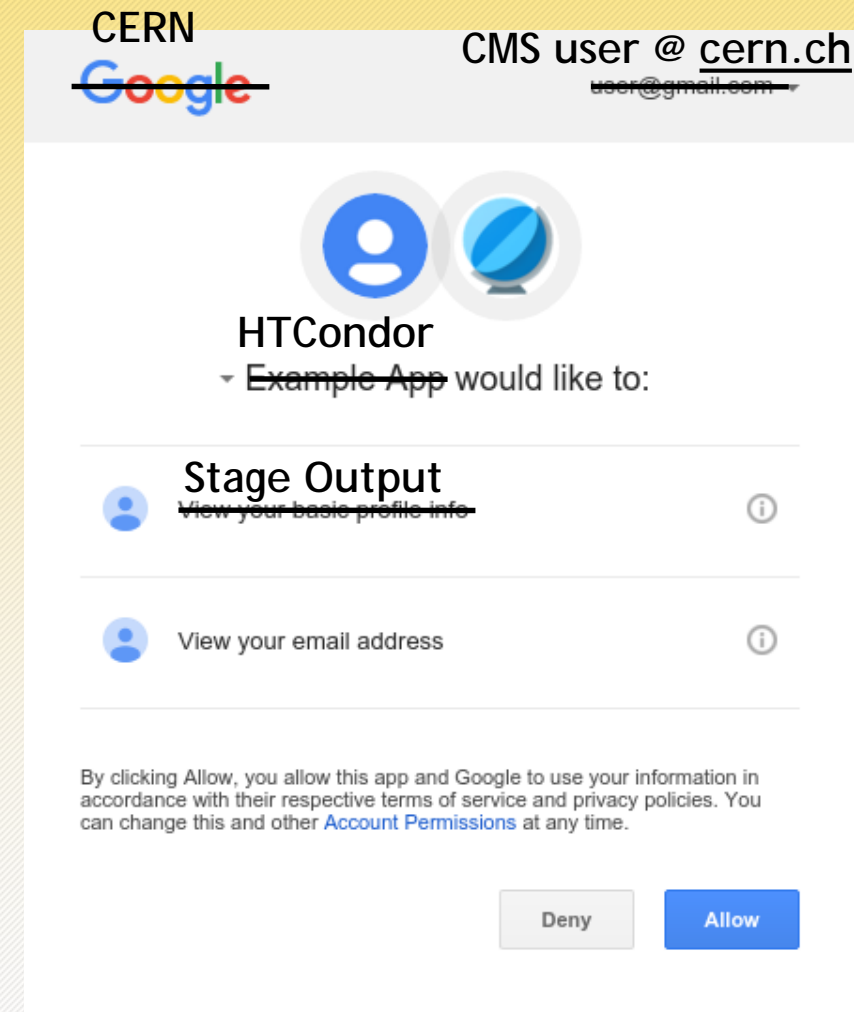 CERN
CMS user @ cern.ch
Google
user@gmail.com
HTCondor
Example App would like to:
Stage Output
View your basic profile info
View your email address
By clicking Allow, you allow this app and Google to use your information in
accordance with their respective terms of service and privacy policies. You
can change this and other Account Permissions at any time.
Deny Allow